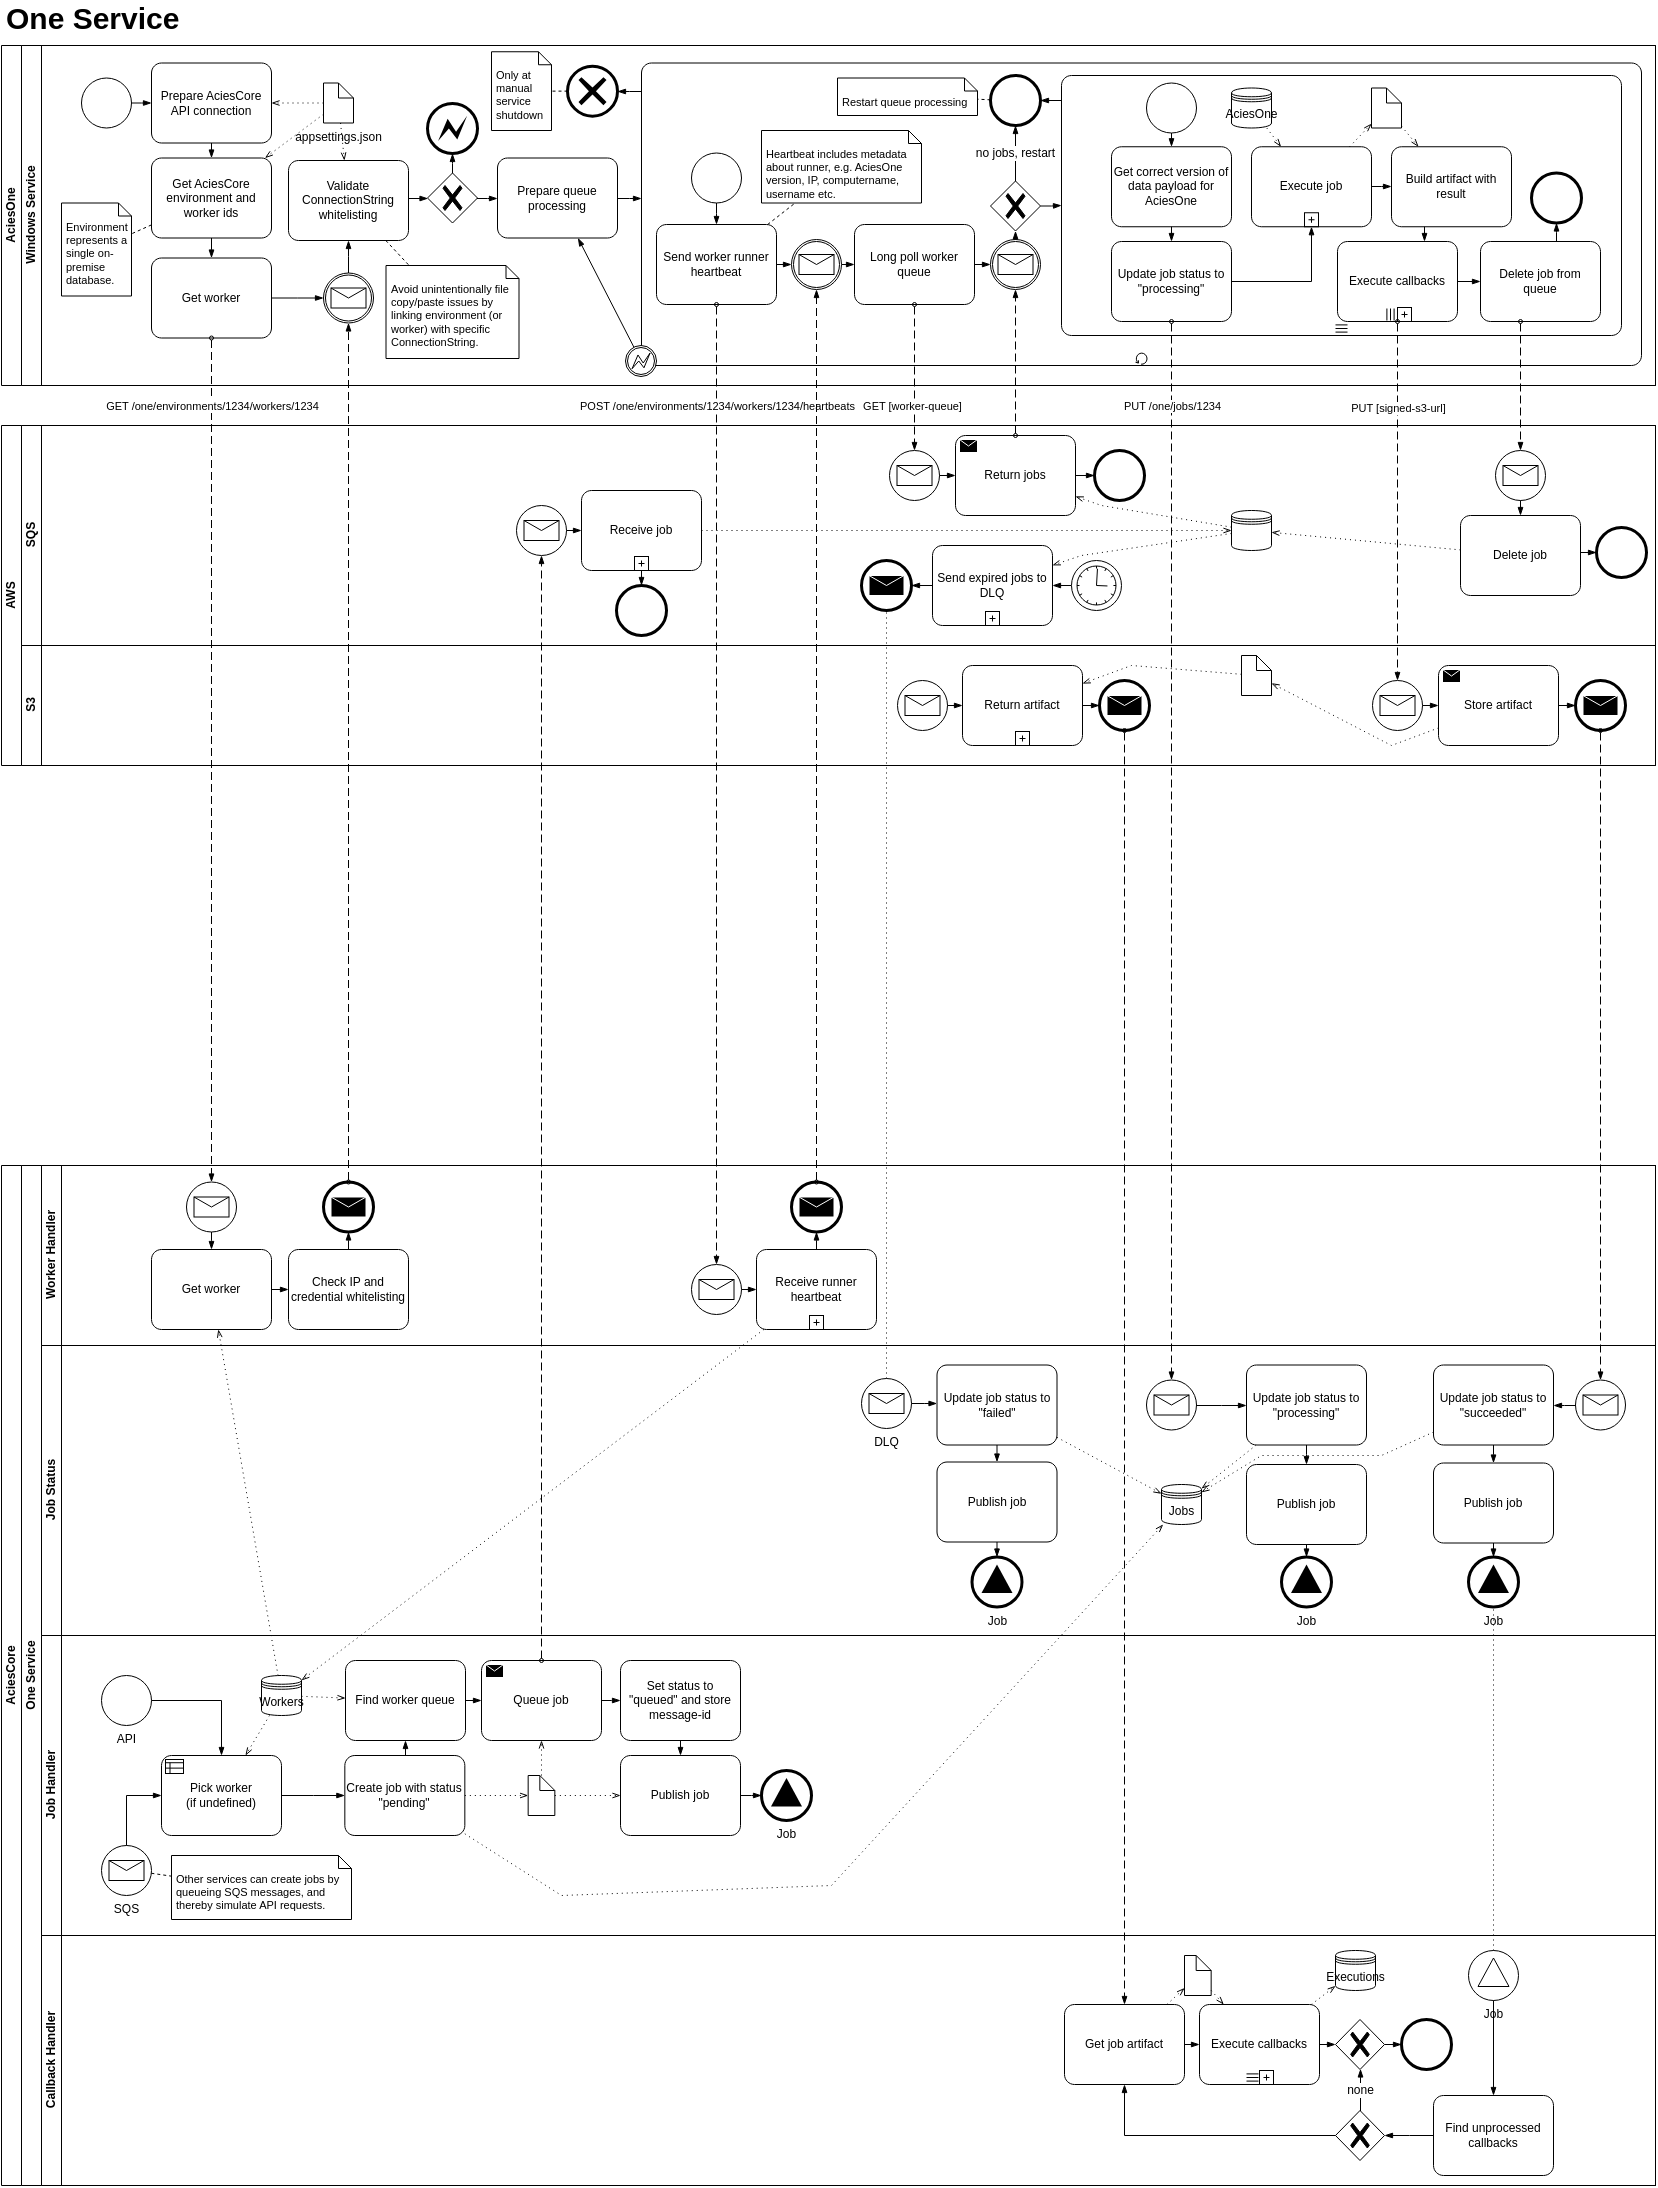 One Service
AciesOne
Windows Service
Prepare AciesCore
API connection
appsettings.json
Get AciesCore
environment and
worker ids
Environment
represents a
single on-
premise
database.
Get worker
Validate
ConnectionString
whitelisting
Avoid unintentionally file
copy/paste issues by
linking environment (or
worker) with specific
ConnectionString.
Only at
manual
service
shutdown
Prepare queue
processing
Send worker runner
heartbeat
Heartbeat includes metadata
about runner, e.g. AciesOne
version, IP, computername,
username etc.
Restart queue processing
Long poll worker
queue
no jobs, restart
Get correct version of
data payload for
AciesOne
AciesOne
Update job status to
"processing"
Execute job
Build artifact with
result
Execute callbacks
Delete job from
queue
GET /one/environments/1234/workers/1234
POST /one/environments/1234/workers/1234/heartbeats
GET [worker-queue]
PUT /one/jobs/1234
PUT [signed-s3-url]
AWS
SQS
Receive job
Return jobs
Send expired jobs to
DLQ
Delete job
S3
Return artifact
Store artifact
AciesCore
One Service
Worker Handler
Get worker
Check IP and
credential whitelisting
Receive runner
heartbeat
Job Status
DLQ
Update job status to
"failed"
Publish job
Job
Jobs
Update job status to
"processing"
Publish job
Job
Update job status to
"succeeded"
Publish job
Job
Job Handler
API
Workers
Find worker queue
Queue job
Set status to
"queued" and store
message-id
Pick worker
(if undefined)
Create job with status
"pending"
Publish job
Job
SQS
Other services can create jobs by
queueing SQS messages, and
thereby simulate API requests.
Callback Handler
Get job artifact
Execute callbacks
Executions
none
Job
Find unprocessed
callbacks